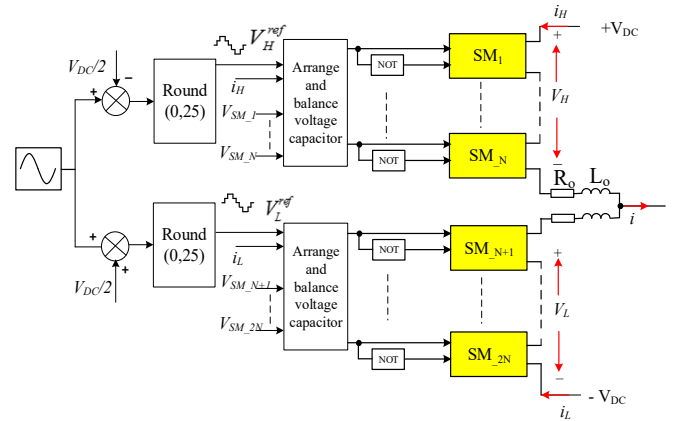 V_DC/2
+
−
Round
(0,25)
V_H^ref
i_H
V_SM_1
V_SM_N
Arrange
and
balance
voltage
capacitor
NOT
NOT
SM_1
SM_N
i_H
+V_DC
+
V_H
−
R_o
L_o
i
+
+
V_DC/2
Round
(0,25)
V_L^ref
i_L
V_SM_N+1
V_SM_2N
Arrange
and
balance
voltage
capacitor
NOT
NOT
SM_N+1
SM_2N
+
V_L
−
i_L
- V_DC